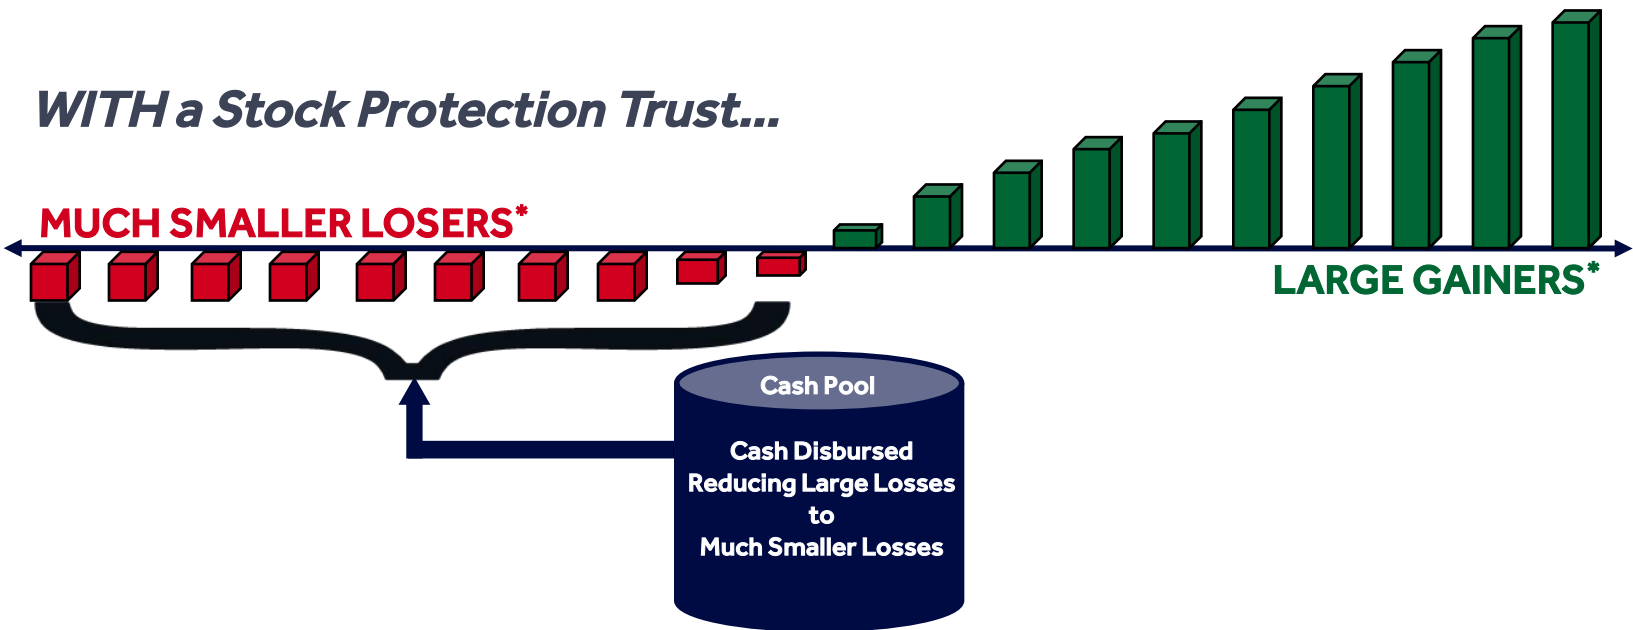 WITH a Stock Protection Trust...
MUCH SMALLER LOSERS*
LARGE GAINERS*
Cash Pool
Cash Disbursed
Reducing Large Losses
to
Much Smaller Losses